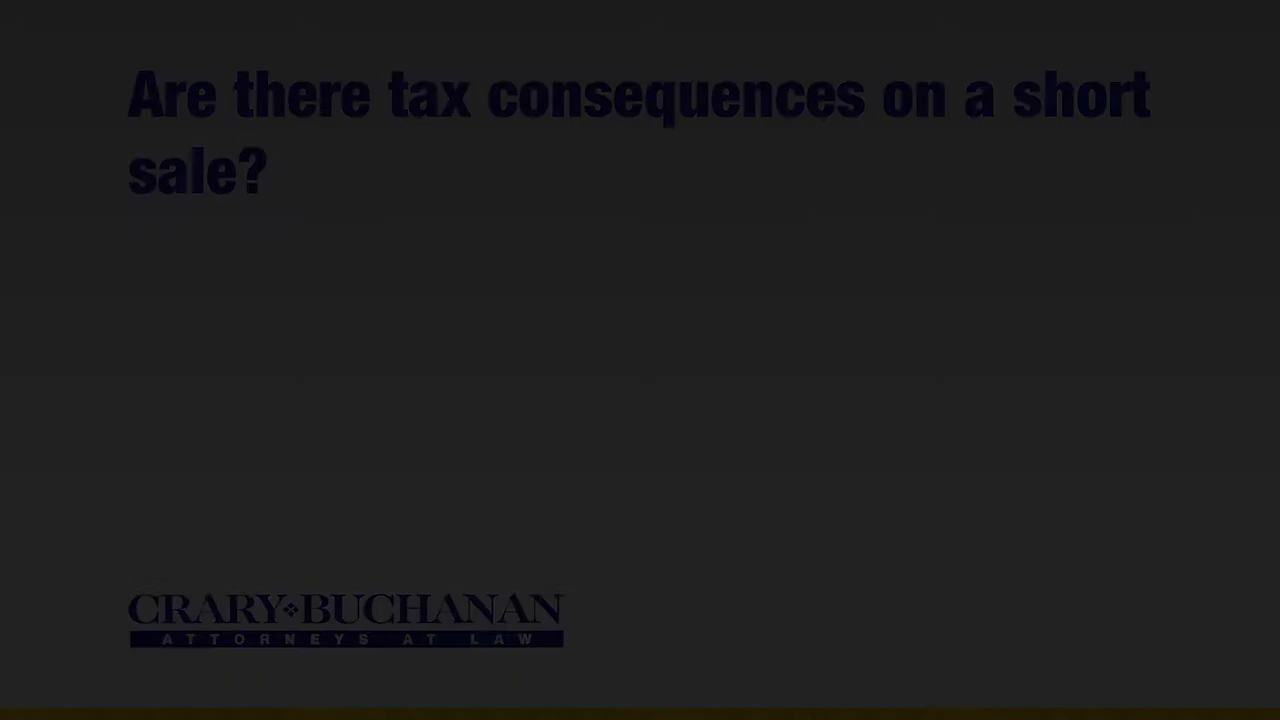 Are there tax consequences on a short
sale?
CRARY❖BUCHANAN
ATTORNEYS AT LAW